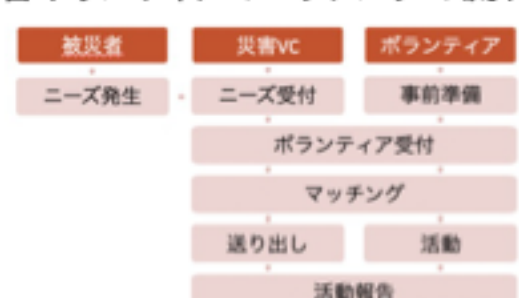 被災者 災害VC ボランティア
ニーズ発生 ニーズ受付 事前準備
ボランティア受付
マッチング
送り出し 活動
活動報告